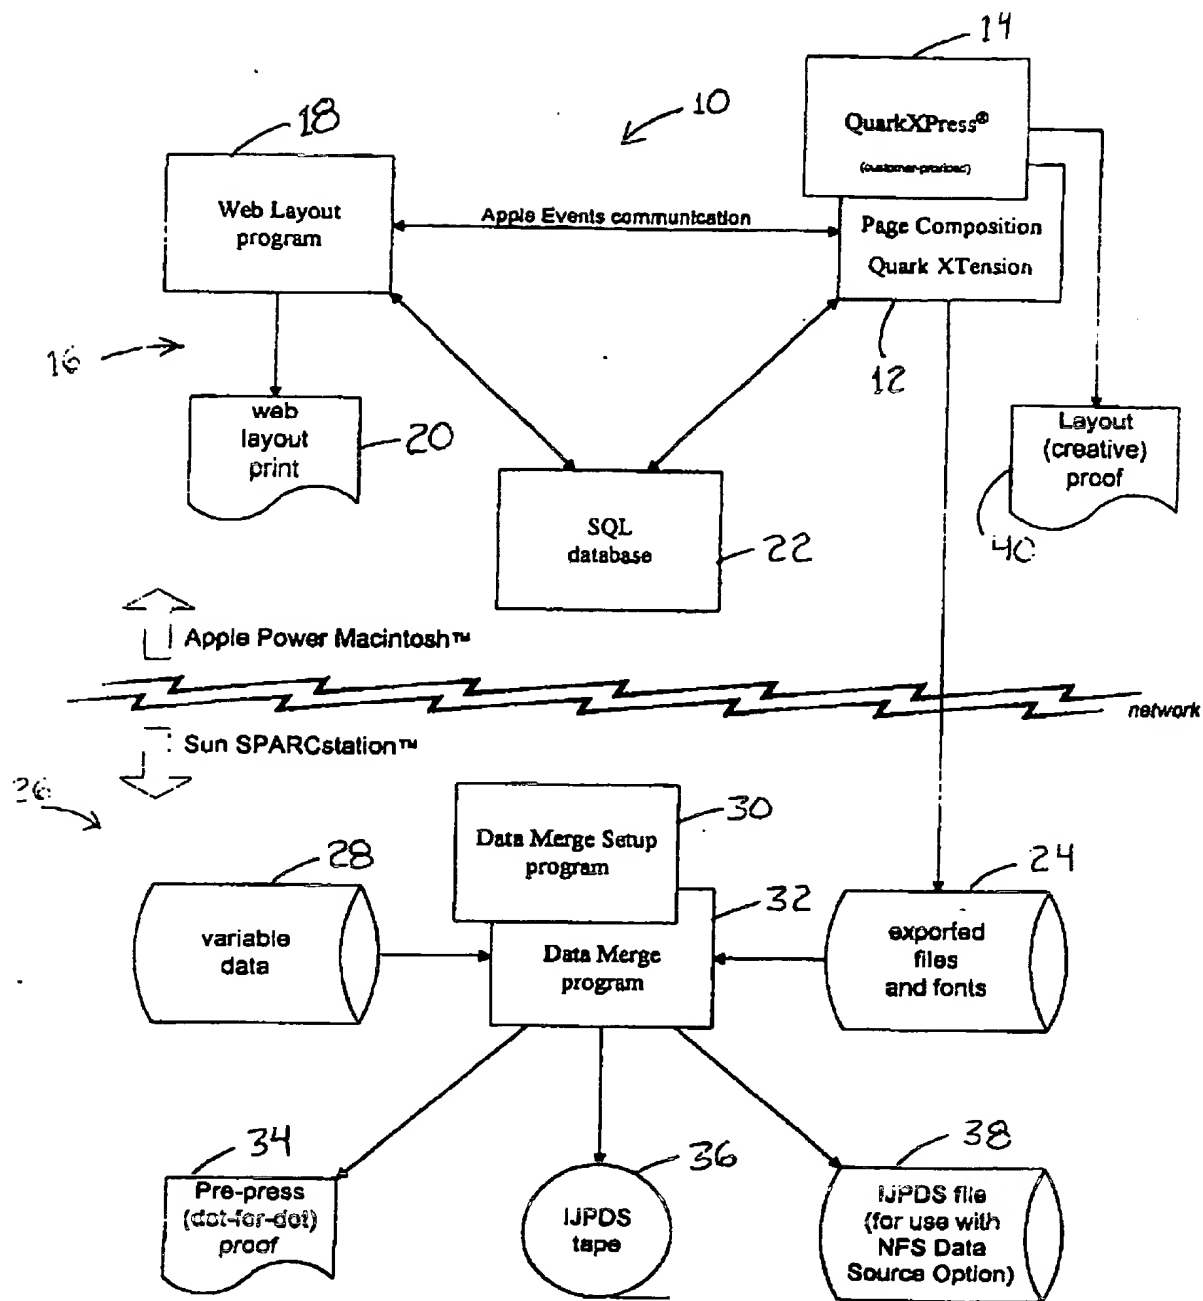 14
10
18
QuarkXPress®
(customer-provided)
Web Layout
program
Apple Events communication
Page Composition
Quark XTension
16
12
web
layout
print
20
Layout
(creative)
proof
SQL
database
22
40
Apple Power Macintosh™
network
Sun SPARCstation™
26
30
Data Merge Setup
program
28
24
32
variable
data
Data Merge
program
exported
files
and fonts
34
36
38
Pre-press
(dot-for-dot)
proof
IJPDS
tape
IJPDS file
(for use with
NFS Data
Source Option)